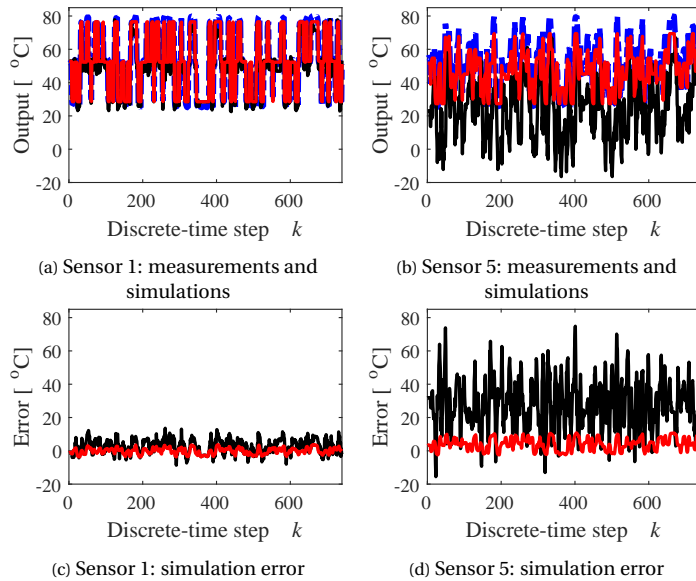 80
60
40
20
0
-20
Output [ °C]
0 200 400 600
Discrete-time step k
(a) Sensor 1: measurements and
simulations
80
60
40
20
0
-20
Output [ °C]
0 200 400 600
Discrete-time step k
(b) Sensor 5: measurements and
simulations
80
60
40
20
0
-20
Error [ °C]
0 200 400 600
Discrete-time step k
(c) Sensor 1: simulation error
80
60
40
20
0
-20
Error [ °C]
0 200 400 600
Discrete-time step k
(d) Sensor 5: simulation error